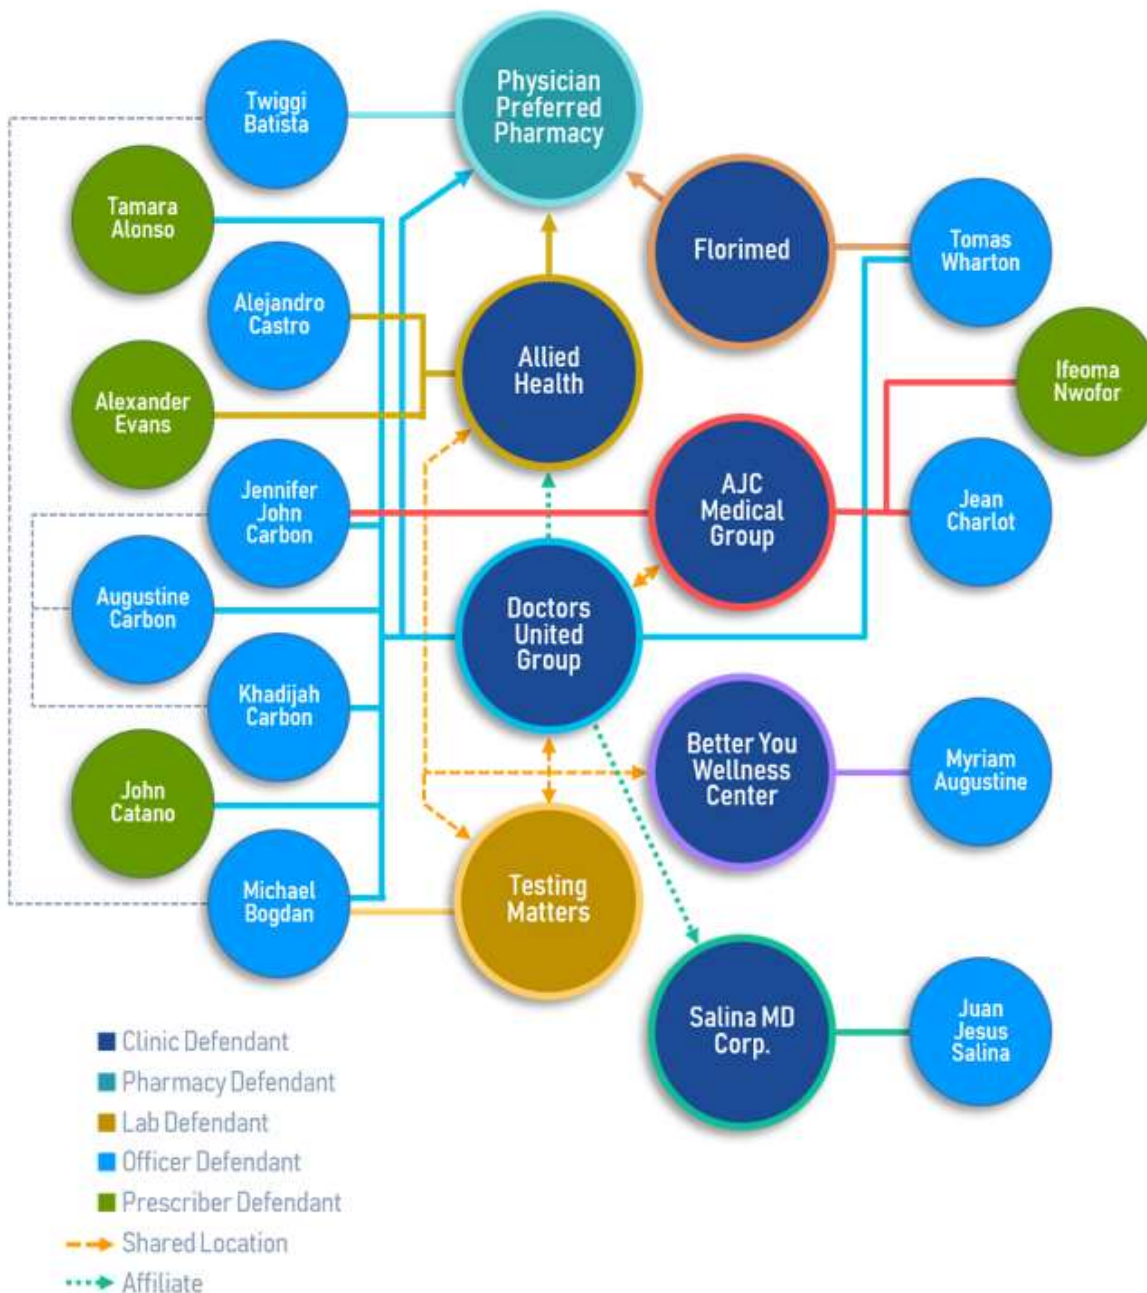 Physician
Preferred
Pharmacy
Twiggi
Batista
Tamara
Alonso
Florimed
Tomas
Wharton
Alejandro
Castro
Allied
Health
Ifeoma
Nwofor
Alexander
Evans
Jennifer
John
Carbon
AJC
Medical
Group
Jean
Charlot
Augustine
Carbon
Doctors
United
Group
Khadijah
Carbon
Better You
Wellness
Center
Myriam
Augustine
John
Catano
Michael
Bogdan
Testing
Matters
Salina MD
Corp.
Juan
Jesus
Salina
Clinic Defendant
Pharmacy Defendant
Lab Defendant
Officer Defendant
Prescriber Defendant
Shared Location
Affiliate